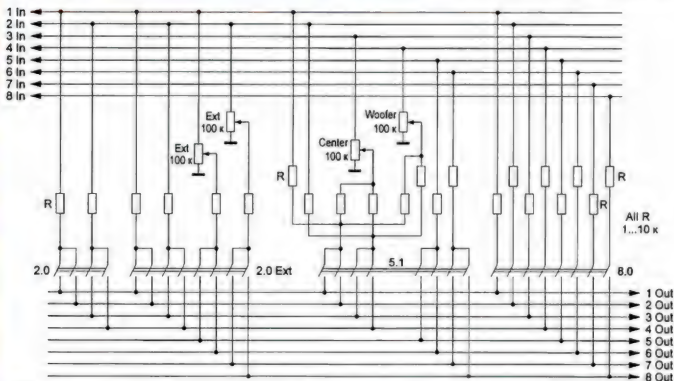 1 In
2 In
3 In
4 In
5 In
6 In
7 In
8 In
Ext
100 к
Ext
100 к
Woofer
100 к
Center
100 к
R
R
R
R
All R
1...10 к
2.0
2.0 Ext
5.1
8.0
1 Out
2 Out
3 Out
4 Out
5 Out
6 Out
7 Out
8 Out